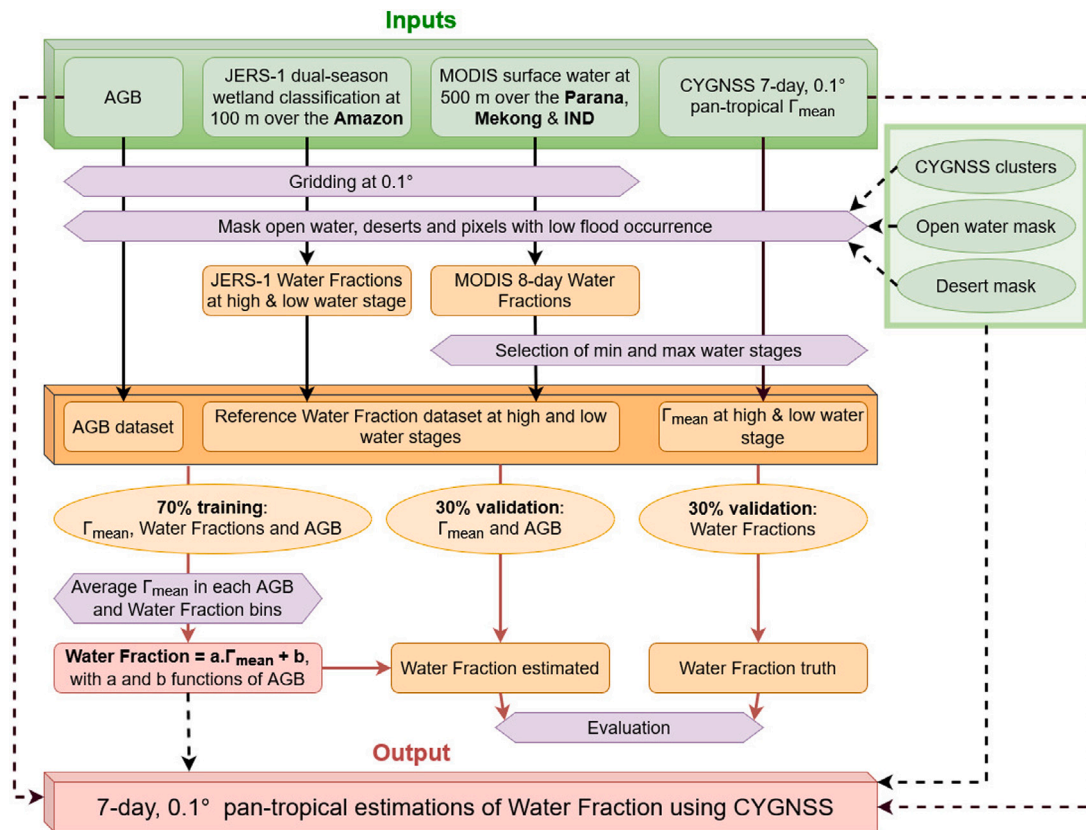 Inputs
AGB
JERS-1 dual-season
wetland classification at
100 m over the Amazon
MODIS surface water at
500 m over the Parana,
Mekong & IND
CYGNSS 7-day, 0.1°
pan-tropical Γmean
CYGNSS clusters
Open water mask
Desert mask
Gridding at 0.1°
Mask open water, deserts and pixels with low flood occurrence
JERS-1 Water Fractions
at high & low water stage
MODIS 8-day Water
Fractions
Selection of min and max water stages
AGB dataset
Reference Water Fraction dataset at high and low
water stages
Γmean at high & low water
stage
70% training:
Γmean, Water Fractions and AGB
30% validation:
Γmean and AGB
30% validation:
Water Fractions
Average Γmean in each AGB
and Water Fraction bins
Water Fraction = a.Γmean + b,
with a and b functions of AGB
Water Fraction estimated
Water Fraction truth
Evaluation
Output
7-day, 0.1° pan-tropical estimations of Water Fraction using CYGNSS